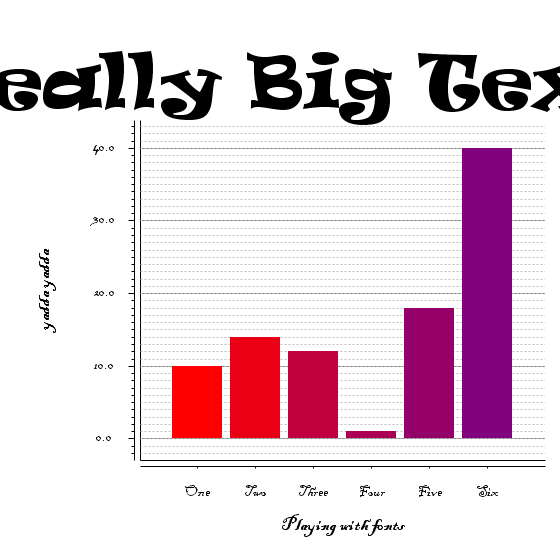 eally Big Tex
40.0
30.0
20.0
10.0
0.0
yadda yadda
One Two Three Four Five Six
Playing with fonts